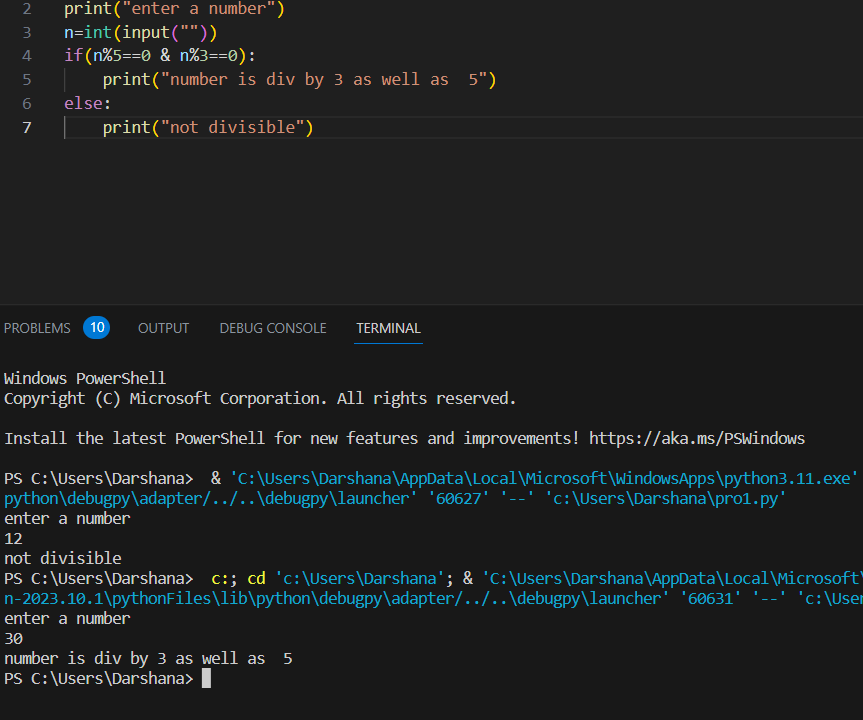 2 print("enter a number")
3 n=int(input(""))
4 if(n%5==0 & n%3==0):
5     print("number is div by 3 as well as  5")
6 else:
7     print("not divisible")
PROBLEMS 10 OUTPUT DEBUG CONSOLE TERMINAL
Windows PowerShell
Copyright (C) Microsoft Corporation. All rights reserved.
Install the latest PowerShell for new features and improvements! https://aka.ms/PSWindows
PS C:\Users\Darshana>  & 'C:\Users\Darshana\AppData\Local\Microsoft\WindowsApps\python3.11.exe'
python\debugpy\adapter/../..\debugpy\launcher' '60627' '--' 'c:\Users\Darshana\pro1.py'
enter a number
12
not divisible
PS C:\Users\Darshana>  c:; cd 'c:\Users\Darshana'; & 'C:\Users\Darshana\AppData\Local\Microsoft\
n-2023.10.1\pythonFiles\lib\python\debugpy\adapter/../..\debugpy\launcher' '60631' '--' 'c:\User
enter a number
30
number is div by 3 as well as  5
PS C:\Users\Darshana>